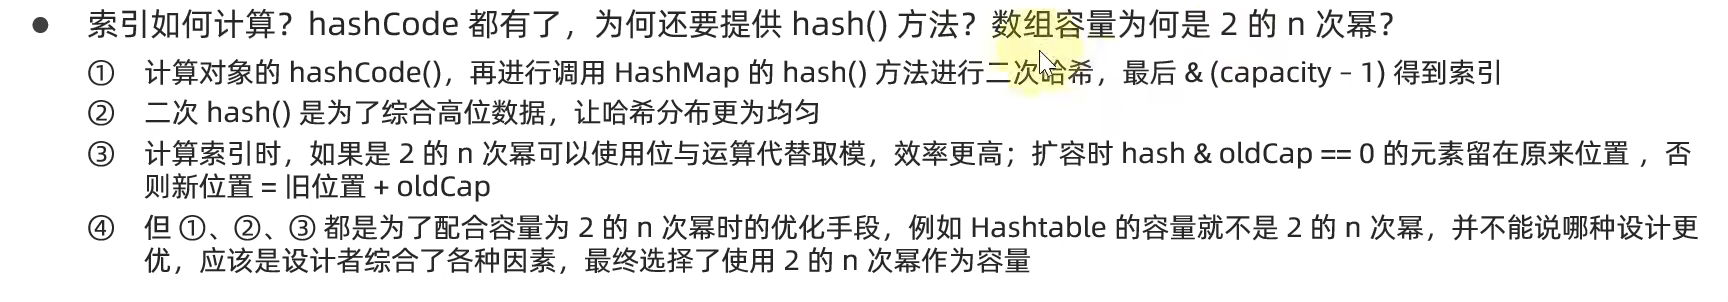 ● 索引如何计算？hashCode 都有了，为何还要提供 hash() 方法？数组容量为何是 2 的 n 次幂？
① 计算对象的 hashCode()，再进行调用 HashMap 的 hash() 方法进行二次哈希，最后 & (capacity – 1) 得到索引
② 二次 hash() 是为了综合高位数据，让哈希分布更为均匀
③ 计算索引时，如果是 2 的 n 次幂可以使用位与运算代替取模，效率更高；扩容时 hash & oldCap == 0 的元素留在原来位置 ，否
则新位置 = 旧位置 + oldCap
④ 但 ①、②、③ 都是为了配合容量为 2 的 n 次幂时的优化手段，例如 Hashtable 的容量就不是 2 的 n 次幂，并不能说哪种设计更
优，应该是设计者综合了各种因素，最终选择了使用 2 的 n 次幂作为容量